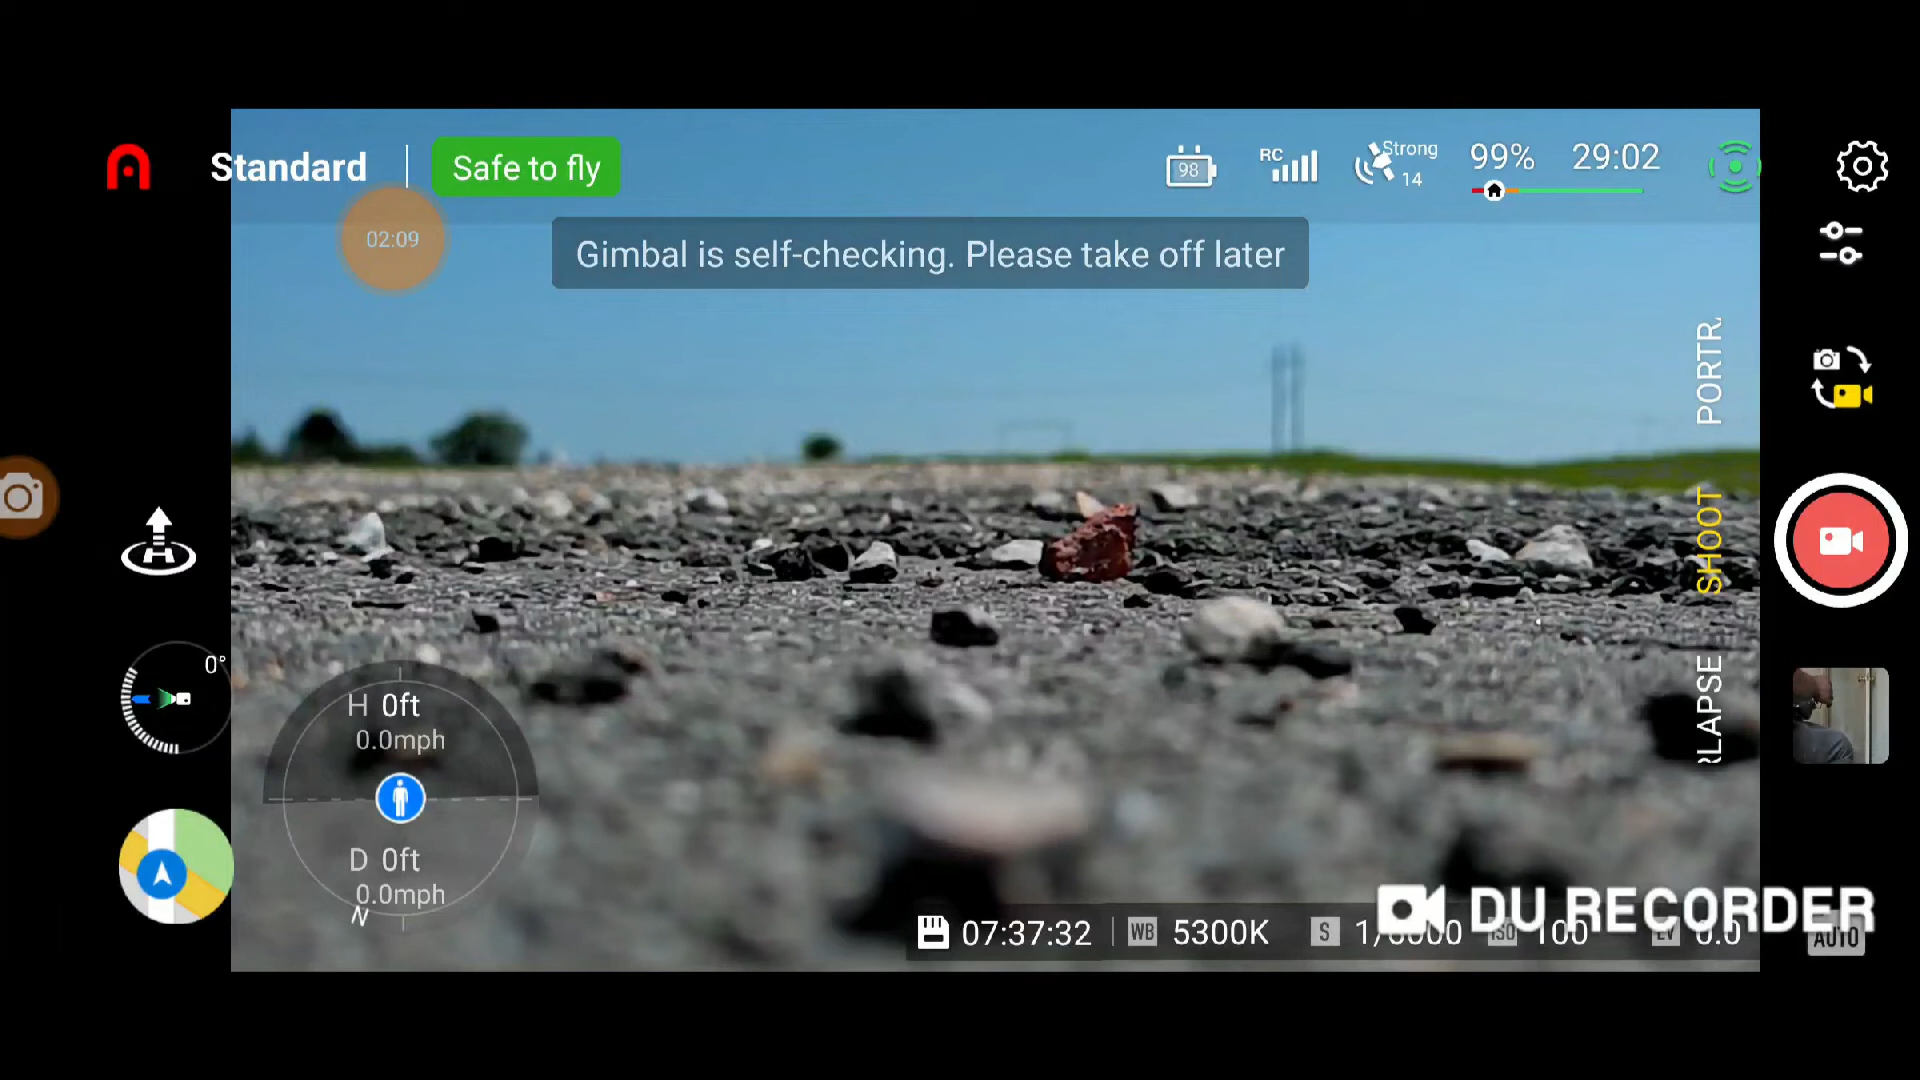 Standard
Safe to fly
98
RC
Strong
14
99%
29:02
02:09
Gimbal is self-checking. Please take off later
PORTR
SHOOT
LAPSE
0°
H 0ft
0.0mph
D 0ft
0.0mph
N
07:37:32
WB 5300K
S
ISO 100
EV 0.0
AUTO
DU RECORDER